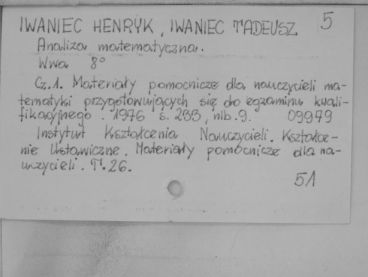 IWANIEC HENRYK, IWANIEC TADEUSZ 5
Analiza matematyczna.
Wwa 8°
Cz.1. Materiały pomocnicze dla nauczycieli ma-
tematyki przygotowujących się do egzaminu kwali-
fikacyjnego. 1976 s. 233, nlb. 9. 09979
Instytut Kształcenia Nauczycieli. Kształce-
nie Ustawiczne. Materiały pomocnicze dla na-
uczycieli. T. 26.
51